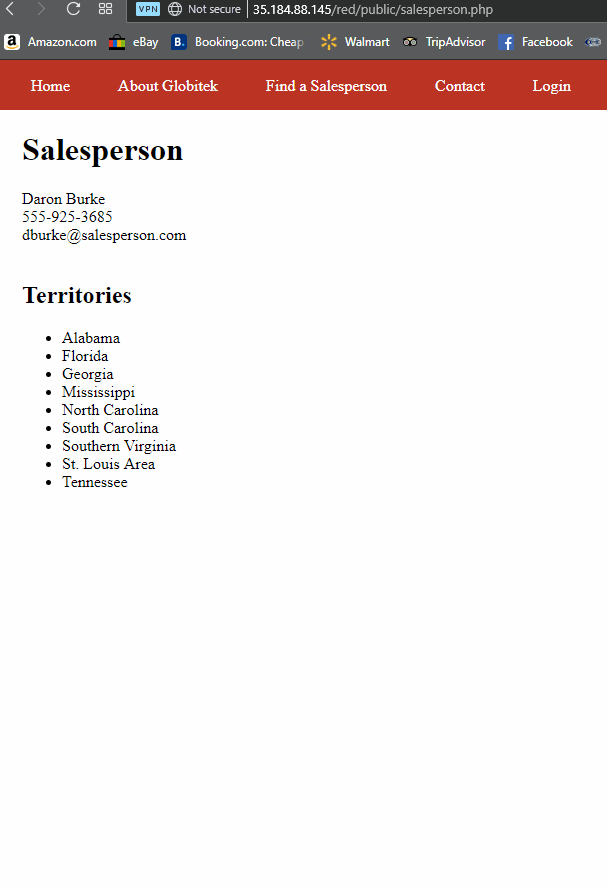 VPN Not secure 35.184.88.145/red/public/salesperson.php
a Amazon.com eBay B. Booking.com: Cheap Walmart TripAdvisor f Facebook
Home About Globitek Find a Salesperson Contact Login
Salesperson
Daron Burke
555-925-3685
dburke@salesperson.com
Territories
Alabama
Florida
Georgia
Mississippi
North Carolina
South Carolina
Southern Virginia
St. Louis Area
Tennessee